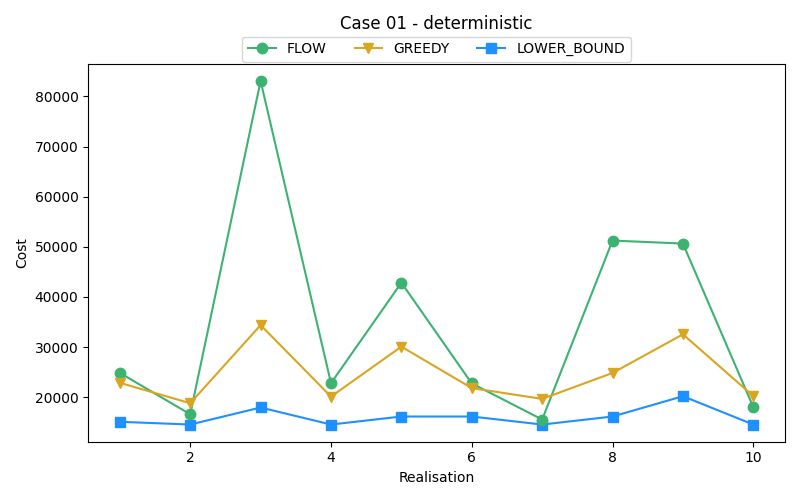 Case 01 - deterministic
FLOW GREEDY LOWER_BOUND
80000
70000
60000
50000
40000
30000
20000
Cost
2 4 6 8 10
Realisation